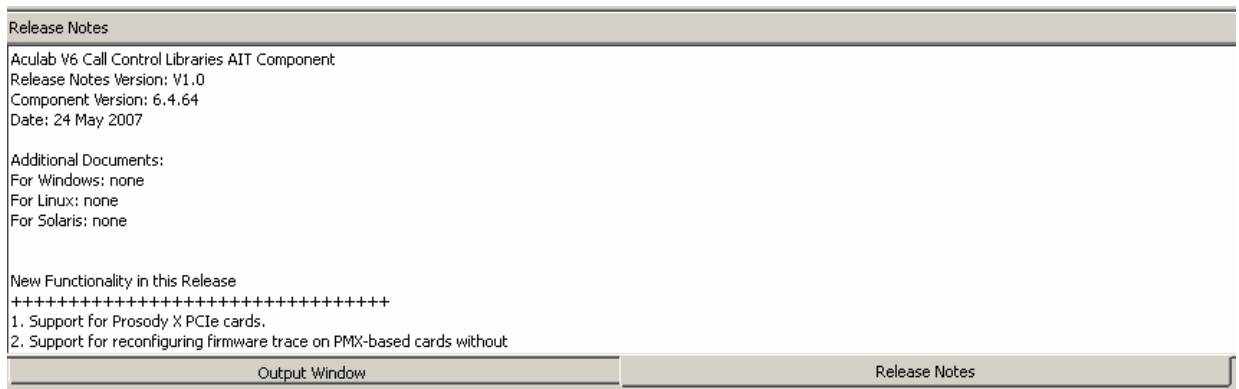 Release Notes
Aculab V6 Call Control Libraries AIT Component
Release Notes Version: V1.0
Component Version: 6.4.64
Date: 24 May 2007
Additional Documents:
For Windows: none
For Linux: none
For Solaris: none
New Functionality in this Release
+++++++++++++++++++++++++++++++++
1. Support for Prosody X PCIe cards.
2. Support for reconfiguring firmware trace on PMX-based cards without
Output Window
Release Notes